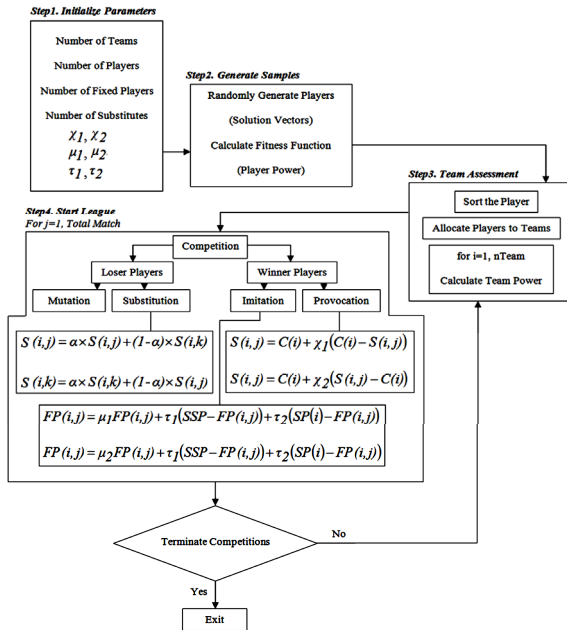 Step1. Initialize Parameters
Number of Teams
Number of Players
Number of Fixed Players
Number of Substitutes
χ1, χ2
μ1, μ2
τ1, τ2
Step2. Generate Samples
Randomly Generate Players
(Solution Vectors)
Calculate Fitness Function
(Player Power)
Step3. Team Assessment
Sort the Player
Allocate Players to Teams
for i=1, nTeam
Calculate Team Power
Step4. Start League
For j=1, Total Match
Competition
Loser Players
Winner Players
Mutation
Substitution
Imitation
Provocation
S(i,j)=α×S(i,j)+(1-α)×S(i,k)
S(i,k)=α×S(i,k)+(1-α)×S(i,j)
S(i,j)=C(i)+χ1(C(i)-S(i,j))
S(i,j)=C(i)+χ2(S(i,j)-C(i))
FP(i,j)=μ1FP(i,j)+τ1(SSP-FP(i,j))+τ2(SP(i)-FP(i,j))
FP(i,j)=μ2FP(i,j)+τ1(SSP-FP(i,j))+τ2(SP(i)-FP(i,j))
Terminate Competitions
No
Yes
Exit